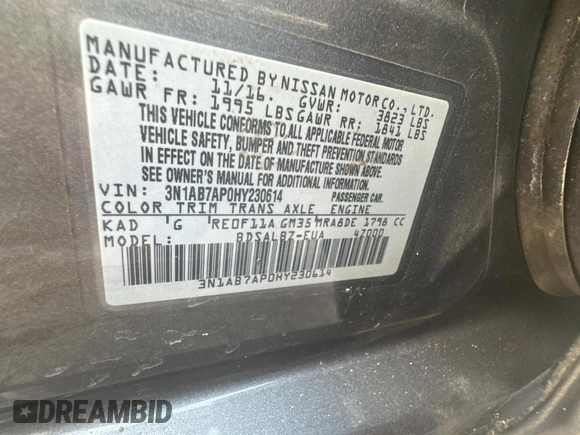 MANUFACTURED BY NISSAN MOTOR CO., LTD.
DATE: 11/16. GVWR: 3823 LBS
GAWR FR: 1995 LBS GAWR RR: 1841 LBS
THIS VEHICLE CONFORMS TO ALL APPLICABLE FEDERAL MOTOR
VEHICLE SAFETY, BUMPER AND THEFT PREVENTION STANDARDS
IN EFFECT ON THE DATE OF MANUFACTURE SHOWN ABOVE.
SEE OWNER'S MANUAL FOR ADDITIONAL INFORMATION.
VIN: 3N1AB7AP0HY230614 PASSENGER CAR.
COLOR TRIM TRANS AXLE ENGINE
KAD G RE0F11A GM35 MRA8DE 1798 CC
MODEL: BDSALB7-EUA 47000
3N1AB7AP0HY230614
DREAMBID